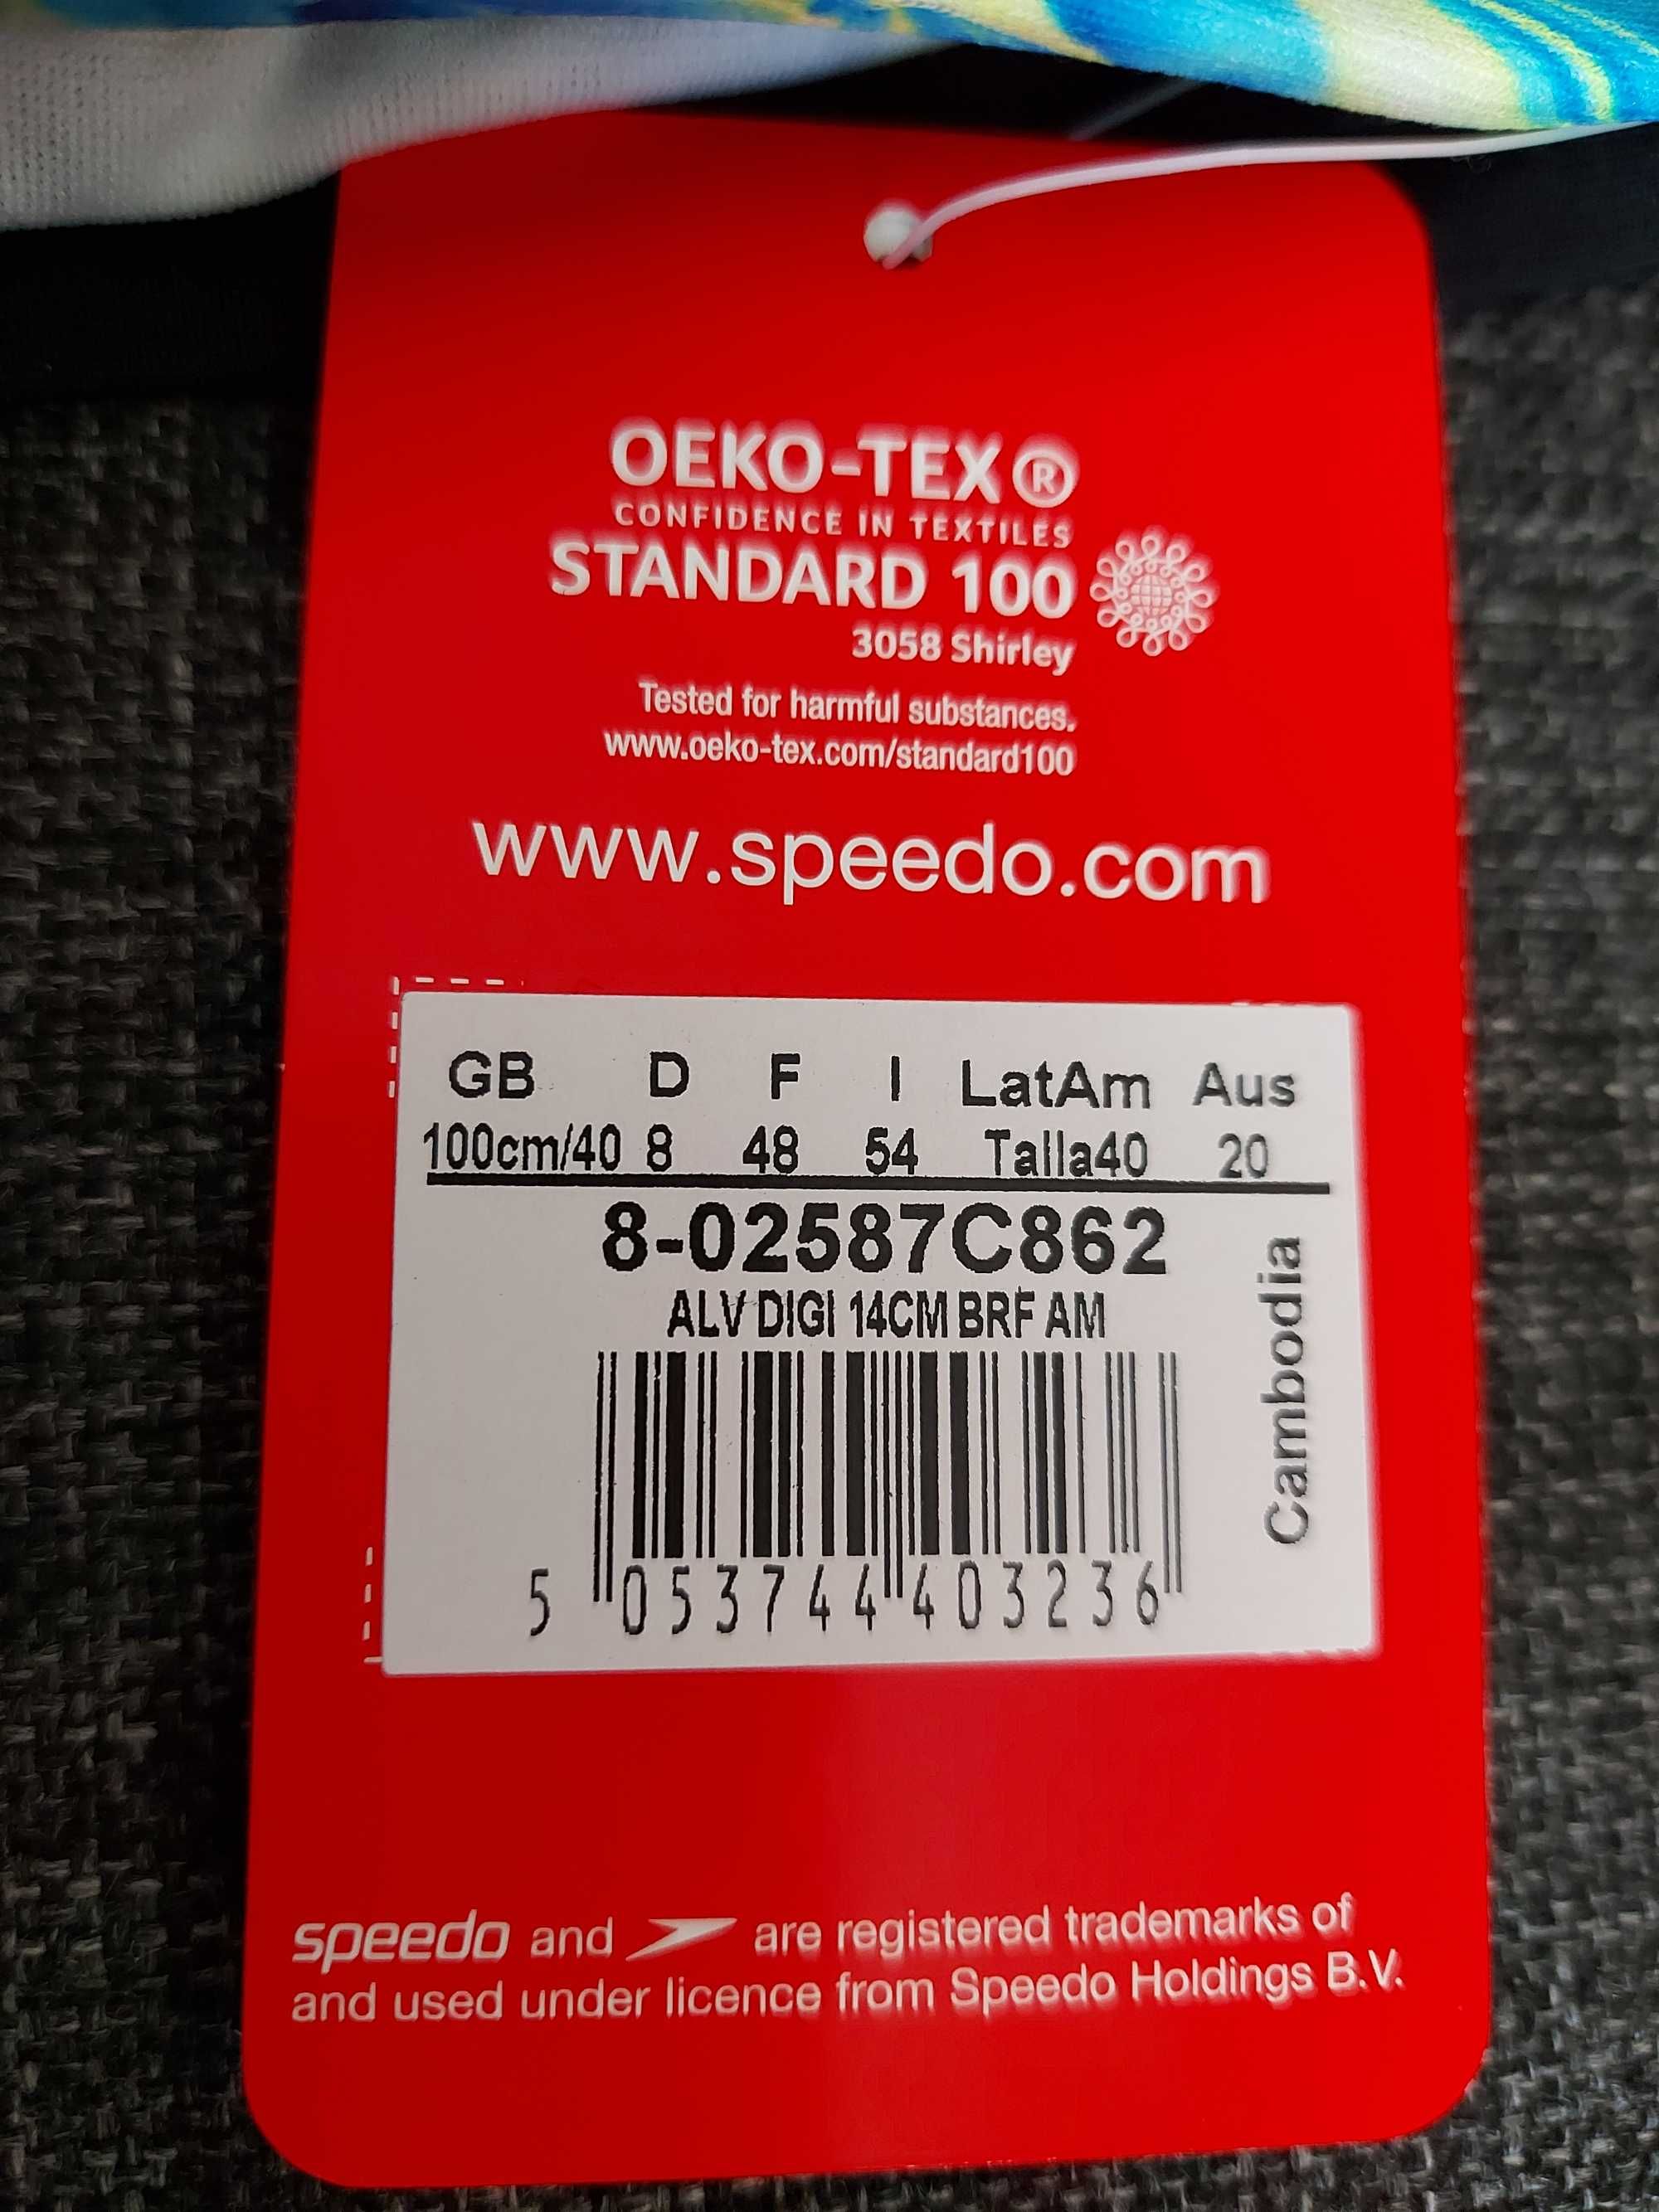 OEKO-TEX®
CONFIDENCE IN TEXTILES
STANDARD 100
3058 Shirley
Tested for harmful substances.
www.oeko-tex.com/standard100
www.speedo.com
GB D F I LatAm Aus
100cm/40 8 48 54 Talla40 20
8-02587C862
ALV DIGI 14CM BRF AM
Cambodia
5 053744 403236
speedo and are registered trademarks of
and used under licence from Speedo Holdings B.V.